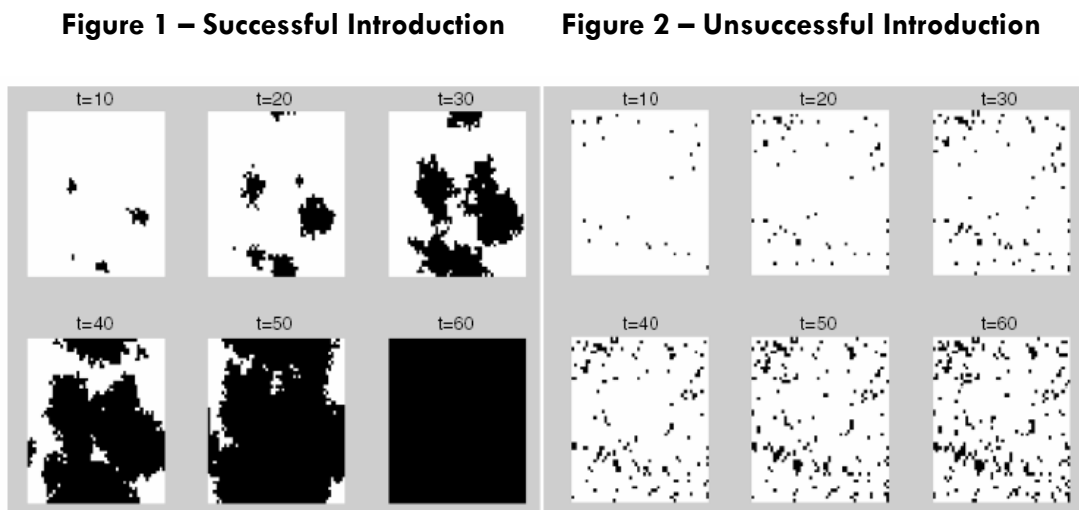 Figure 1 – Successful Introduction
Figure 2 – Unsuccessful Introduction
t=10
t=20
t=30
t=40
t=50
t=60
t=10
t=20
t=30
t=40
t=50
t=60